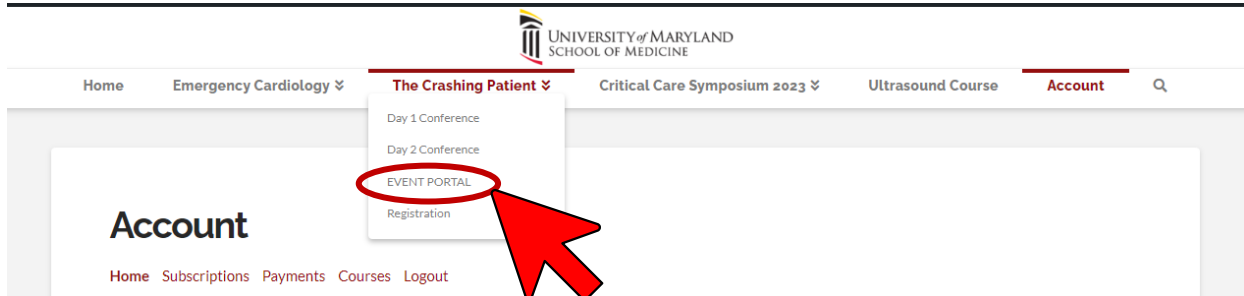 UNIVERSITY of MARYLAND
SCHOOL OF MEDICINE
Home Emergency Cardiology The Crashing Patient Critical Care Symposium 2023 Ultrasound Course Account
Day 1 Conference
Day 2 Conference
EVENT PORTAL
Registration
Account
Home Subscriptions Payments Courses Logout